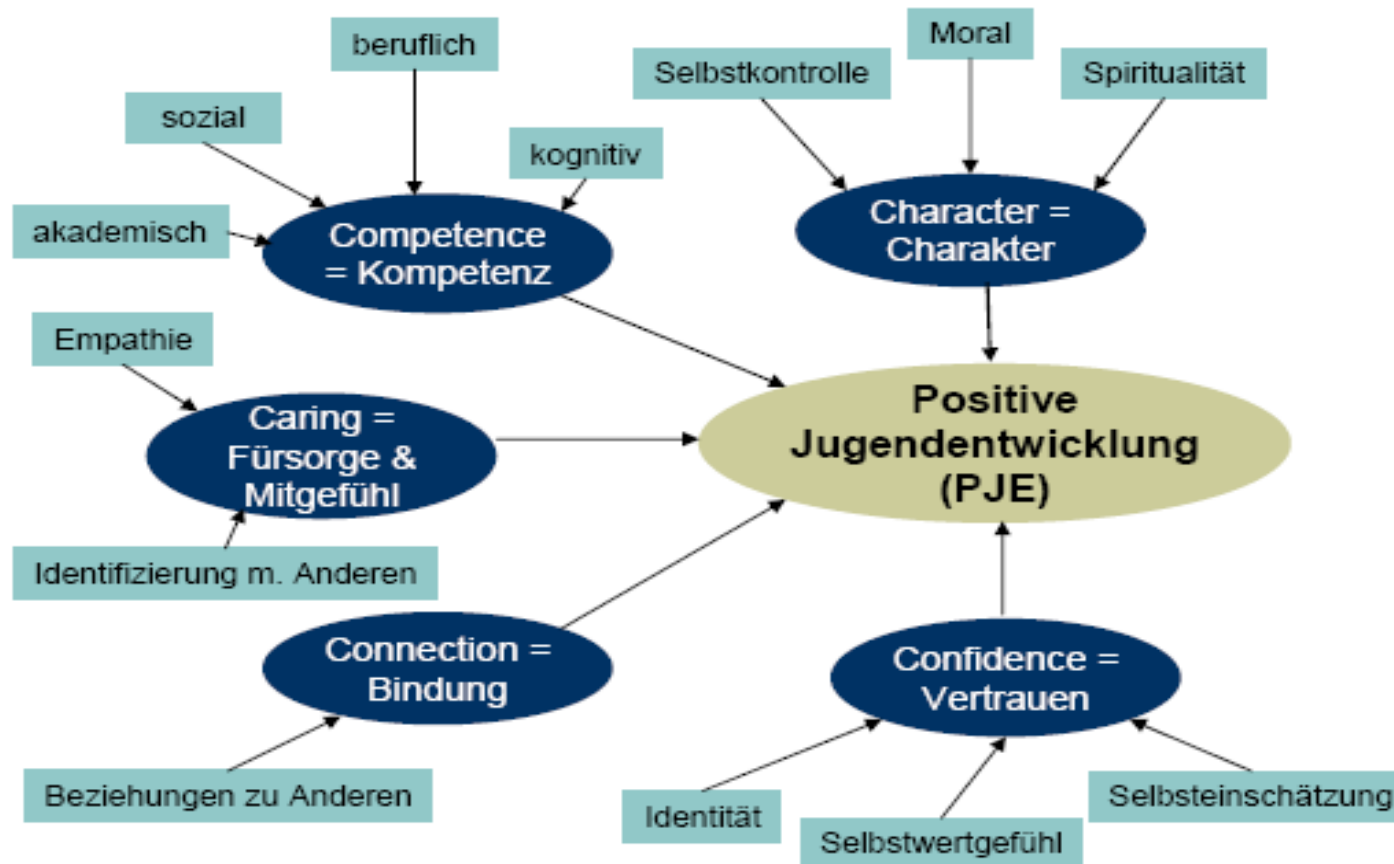 beruflich
Moral
Selbstkontrolle
Spiritualität
sozial
kognitiv
akademisch
Competence
= Kompetenz
Character =
Charakter
Empathie
Caring =
Fürsorge &
Mitgefühl
Positive
Jugendentwicklung
(PJE)
Identifizierung m. Anderen
Connection =
Bindung
Confidence =
Vertrauen
Beziehungen zu Anderen
Identität
Selbstwertgefühl
Selbsteinschätzung